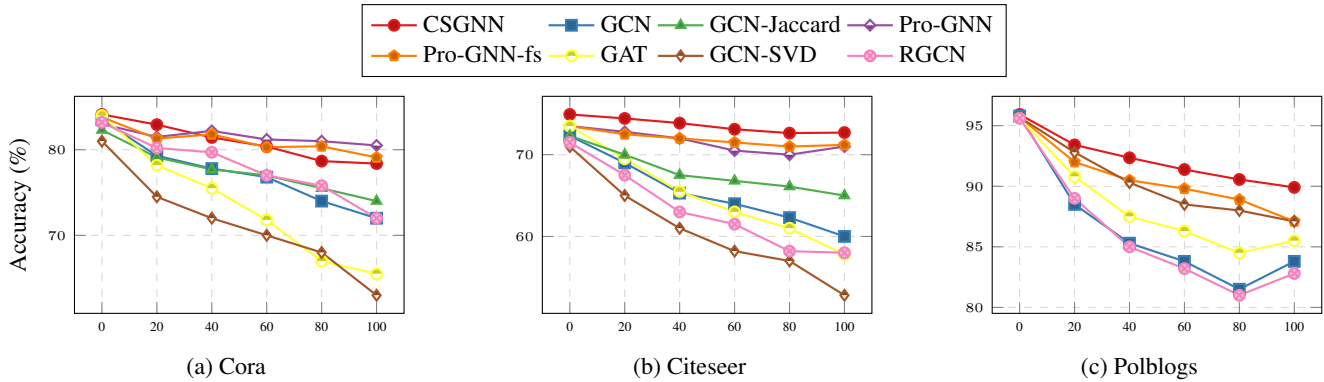 CSGNN GCN GCN-Jaccard Pro-GNN
Pro-GNN-fs GAT GCN-SVD RGCN
Accuracy (%)
80
70
0 20 40 60 80 100
(a) Cora
70
60
0 20 40 60 80 100
(b) Citeseer
95
90
85
80
0 20 40 60 80 100
(c) Polblogs